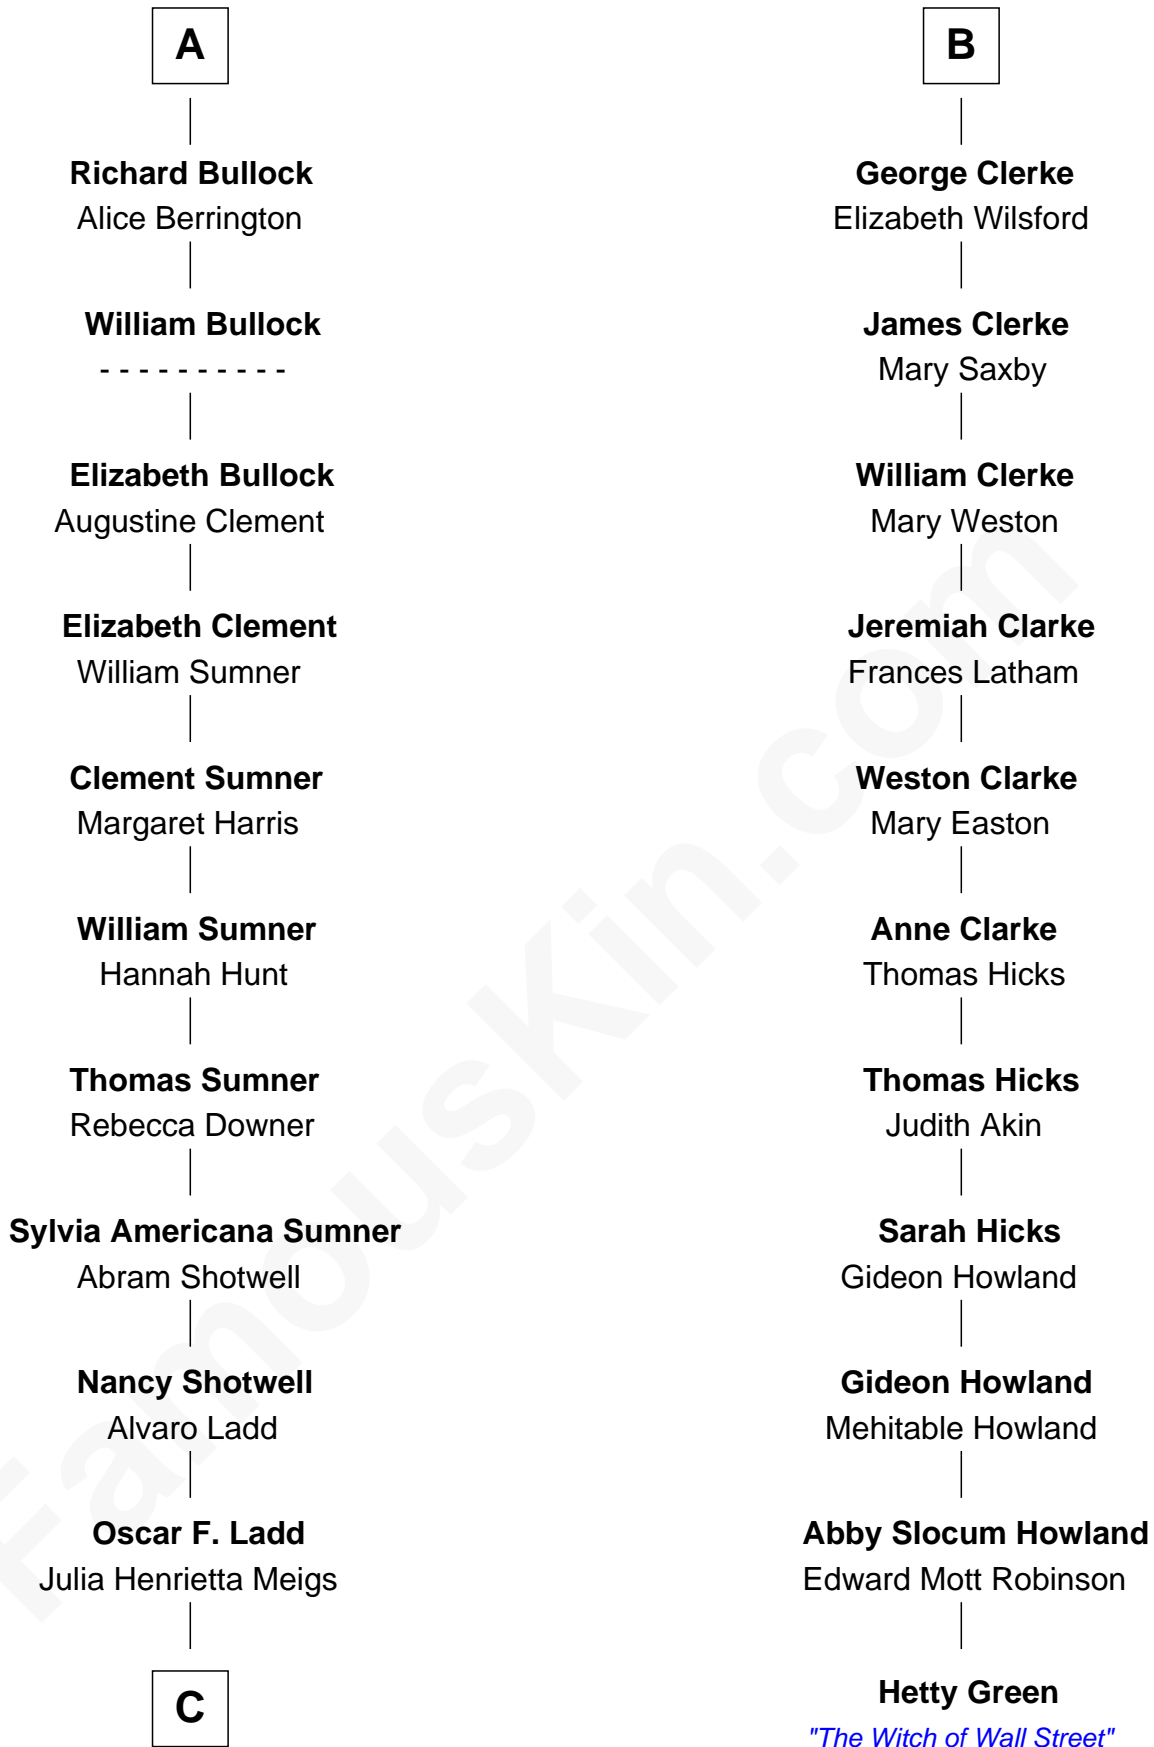 A
Richard Bullock
Alice Berrington
William Bullock
- - - - - - - - - -
Elizabeth Bullock
Augustine Clement
Elizabeth Clement
William Sumner
Clement Sumner
Margaret Harris
William Sumner
Hannah Hunt
Thomas Sumner
Rebecca Downer
Sylvia Americana Sumner
Abram Shotwell
Nancy Shotwell
Alvaro Ladd
Oscar F. Ladd
Julia Henrietta Meigs
C
B
George Clerke
Elizabeth Wilsford
James Clerke
Mary Saxby
William Clerke
Mary Weston
Jeremiah Clarke
Frances Latham
Weston Clarke
Mary Easton
Anne Clarke
Thomas Hicks
Thomas Hicks
Judith Akin
Sarah Hicks
Gideon Howland
Gideon Howland
Mehitable Howland
Abby Slocum Howland
Edward Mott Robinson
Hetty Green
"The Witch of Wall Street"
FamousKin.com